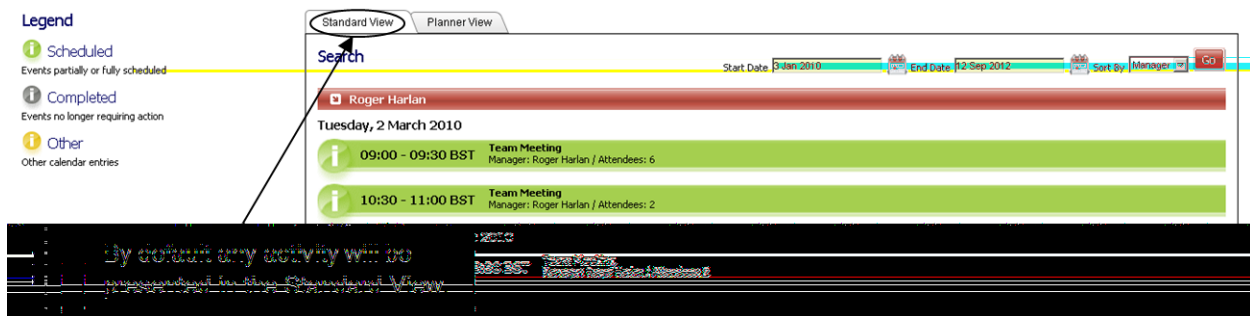 Legend
Scheduled
Events partially or fully scheduled
Completed
Events no longer requiring action
Other
Other calendar entries
Standard View
Planner View
Search
Start Date 3 Jan 2010 End Date 12 Sep 2012 Sort By Manager Go
Roger Harlan
Tuesday, 2 March 2010
09:00 - 09:30 BST Team Meeting
Manager: Roger Harlan / Attendees: 6
10:30 - 11:00 BST Team Meeting
Manager: Roger Harlan / Attendees: 2
By default any activity will be
presented in the Standard View